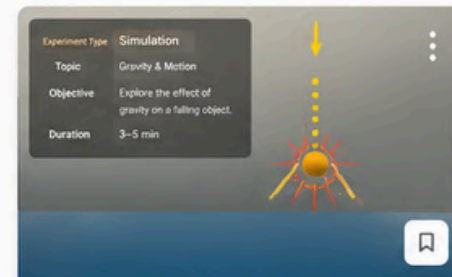 Experiment Type Simulation
Topic Gravity & Motion
Objective Explore the effect of
gravity on a falling object.
Duration 3–5 min